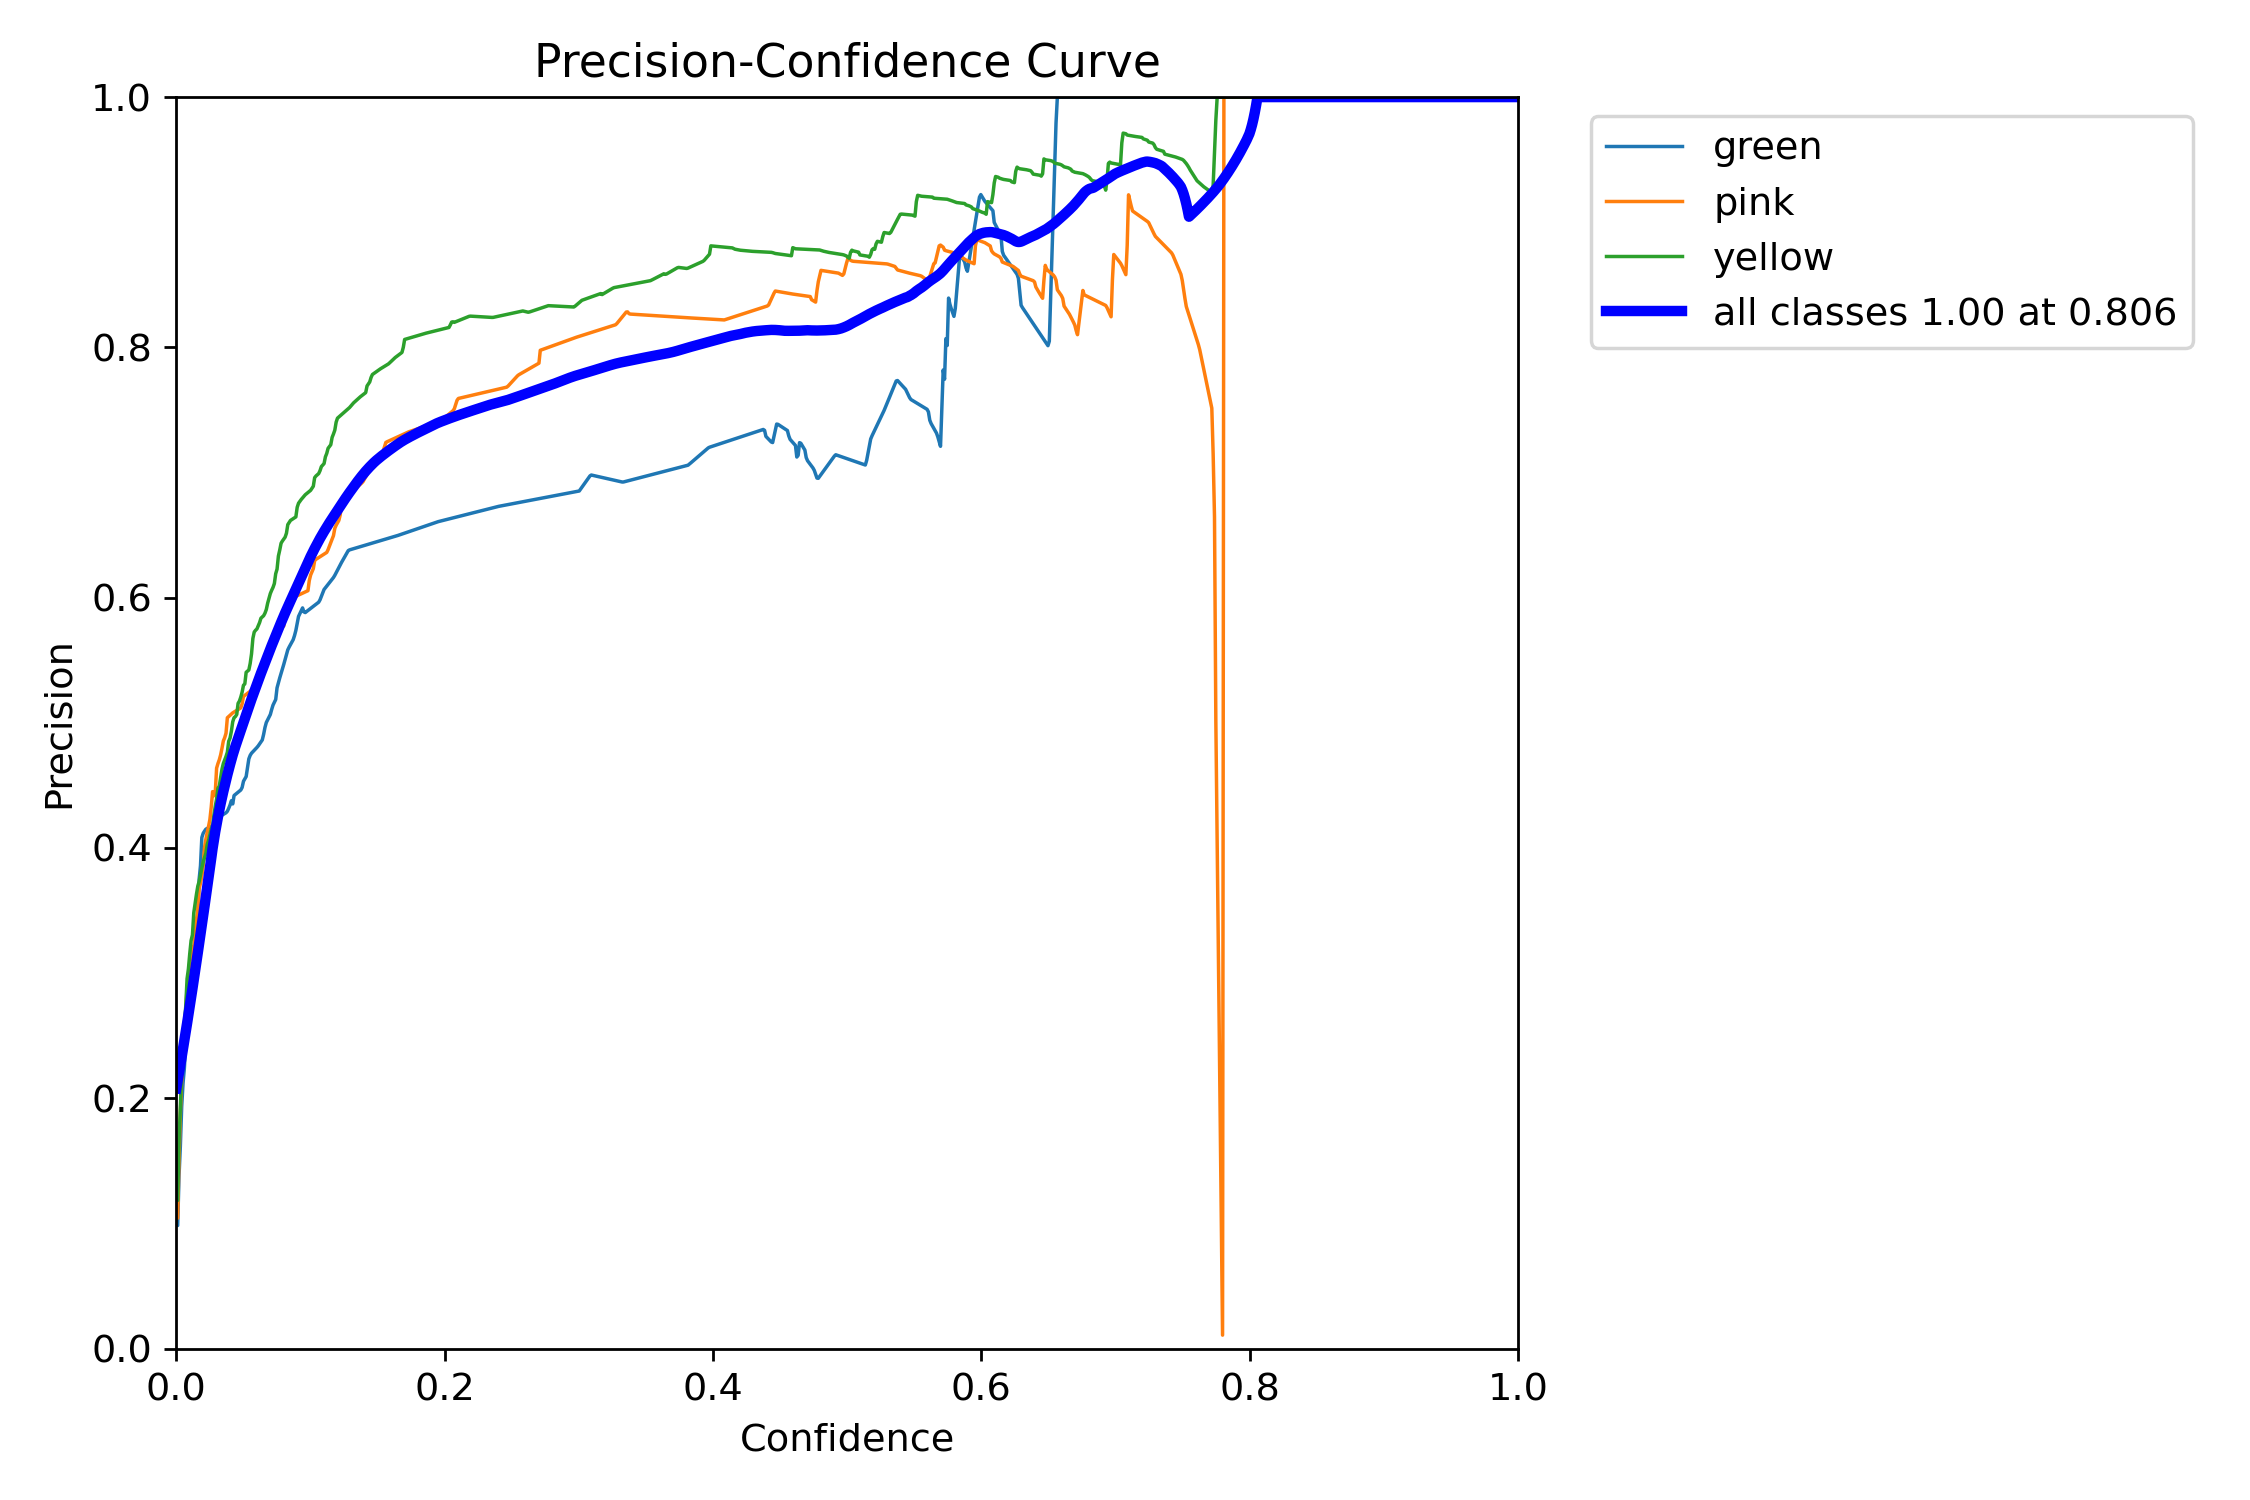 Precision-Confidence Curve
1.0
0.8
0.6
0.4
0.2
0.0
Precision
0.0 0.2 0.4 0.6 0.8 1.0
Confidence
green
pink
yellow
all classes 1.00 at 0.806